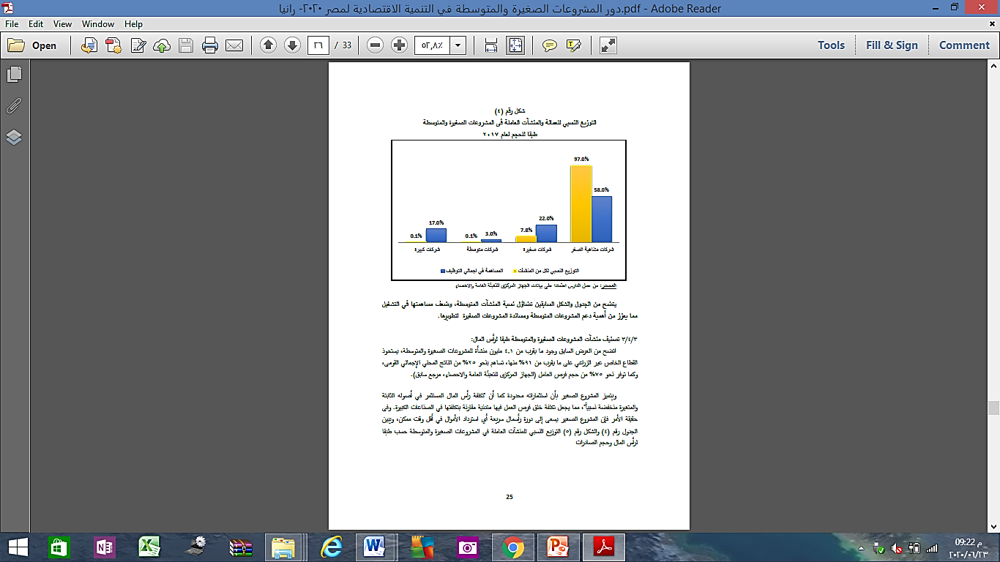 دور المشروعات الصغيرة والمتوسطة في التنمية الاقتصادية لمصر ٢٠٢٠- رانيا.pdf - Adobe Reader
File Edit View Window Help
Open ٢٦ / 33 ٥٢,٨٪ Tools Fill & Sign Comment
شكل رقم (٤)
التوزيع النسبي للعمالة والمنشآت العاملة فى المشروعات الصغيرة والمتوسطة
طبقا للحجم لعام ٢٠١٧
97.0%
58.0%
22.0%
17.0%
7.8%
3.0%
0.1%
0.1%
شركات متناهية الصغر
شركات صغيرة
شركات متوسطة
شركات كبيرة
التوزيع النسبي لكل من المنشآت
المساهمة في اجمالي التوظيف
المصدر: من عمل الدارس اعتمادا على بيانات الجهاز المركزى للتعبئة العامة والاحصاء
يتضح من الجدول والشكل السابقين تضاؤل نسبة المنشآت المتوسطة، وضعف مساهمتها في التشغيل
مما يعزز من أهمية دعم المشروعات المتوسطة ومساندة المشروعات الصغيرة لتطويرها.
٣/٤/٣ تصنيف منشآت المشروعات الصغيرة والمتوسطة طبقا لرأس المال:
اتضح من العرض السابق وجود ما يقرب من ٤.١ مليون منشأة للمشروعات الصغيرة والمتوسطة، يستحوذ
القطاع الخاص غير الزراعي على ما يقرب من ٩١% منها، تساهم بنحو ٢٥% من الناتج المحلي الإجمالي القومى،
وكما توفر نحو ٧٥% من حجم فرص العامل (الجهاز المركزى للتعبئة العامة والاحصاء، مرجع سابق).
ويتميز المشروع الصغير بأن استثماراته محدودة كما أن تكلفة رأس المال المستثمر في أصوله الثابتة
والمتغيرة منخفضة نسبياً، مما يجعل تكلفة خلق فرص العمل فيها متدنية مقارنة بتكلفتها في الصناعات الكبيرة. وفى
حقيقة الأمر فإن المشروع الصغير يسعى إلى دورة رأسمال سريعة أي استرداد الأموال في أقل وقت ممكن، ويبين
الجدول رقم (٤) والشكل رقم (٥) التوزيع النسبي للمنشآت العاملة في المشروعات الصغيرة والمتوسطة حسب طبقا
لرأس المال وحجم الصادرات
25
09:22 م
٢٠٢٠/٠٦/٢٣